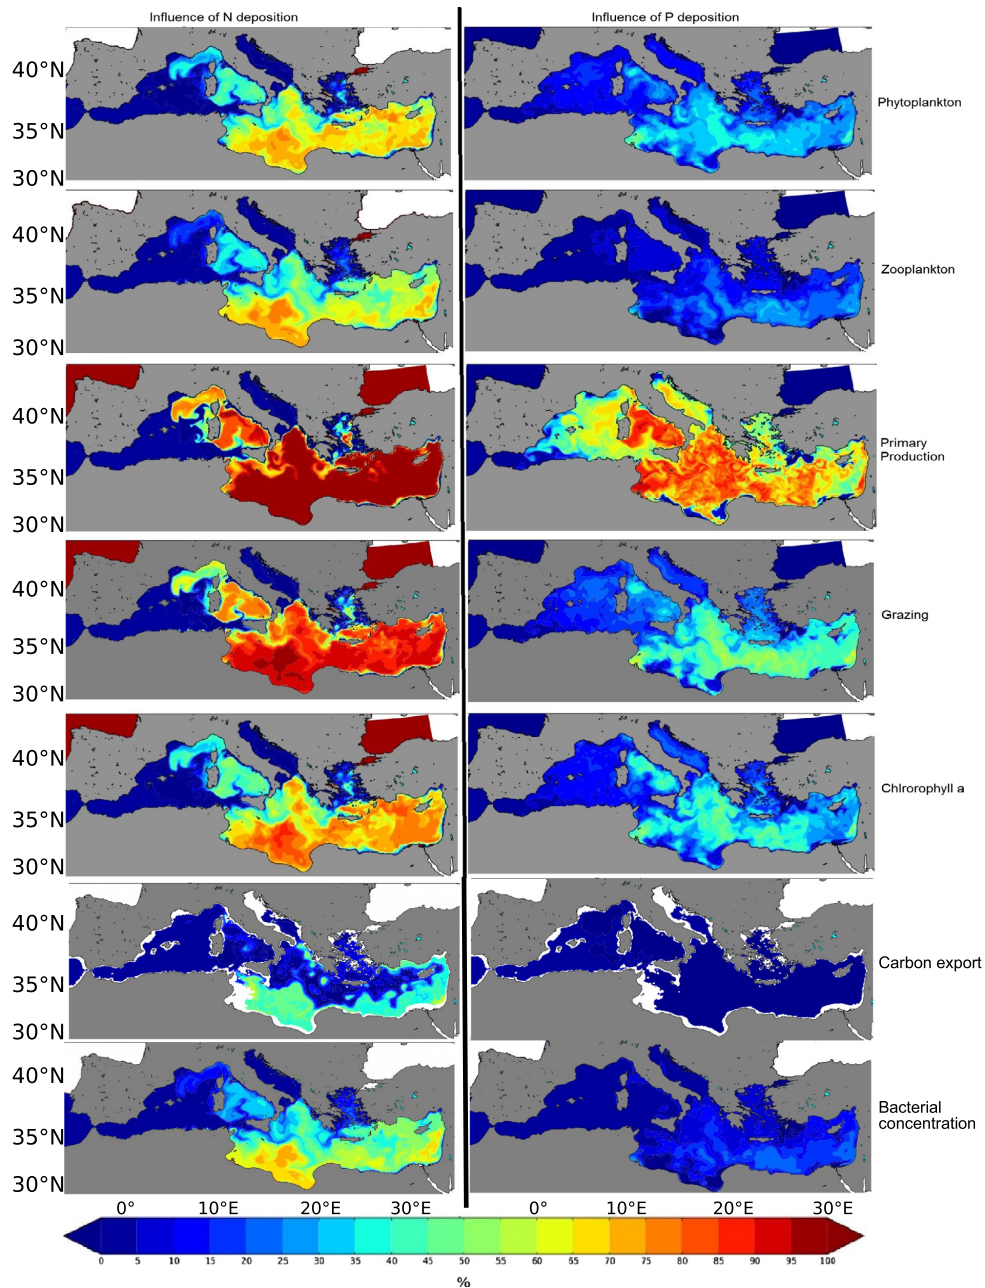 Influence of N deposition
Influence of P deposition
40°N
35°N
30°N
Phytoplankton
40°N
35°N
30°N
Zooplankton
40°N
35°N
30°N
Primary
Production
40°N
35°N
30°N
Grazing
40°N
35°N
30°N
Chlrorophyll a
40°N
35°N
30°N
Carbon export
40°N
35°N
30°N
Bacterial
concentration
0° 10°E 20°E 30°E 0° 10°E 20°E 30°E
0 5 10 15 20 25 30 35 40 45 50 55 60 65 70 75 80 85 90 95 100
%